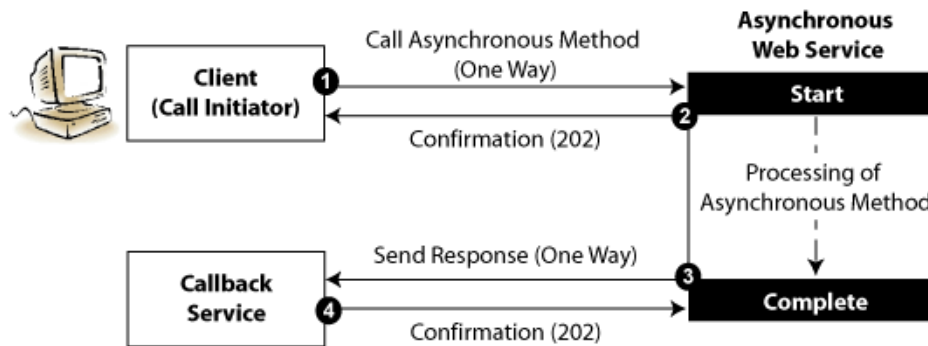 Asynchronous
Web Service
Call Asynchronous Method
(One Way)
Client
(Call Initiator)
1
Start
2
Confirmation (202)
Processing of
Asynchronous Method
Send Response (One Way)
3
Callback
Service
4
Complete
Confirmation (202)